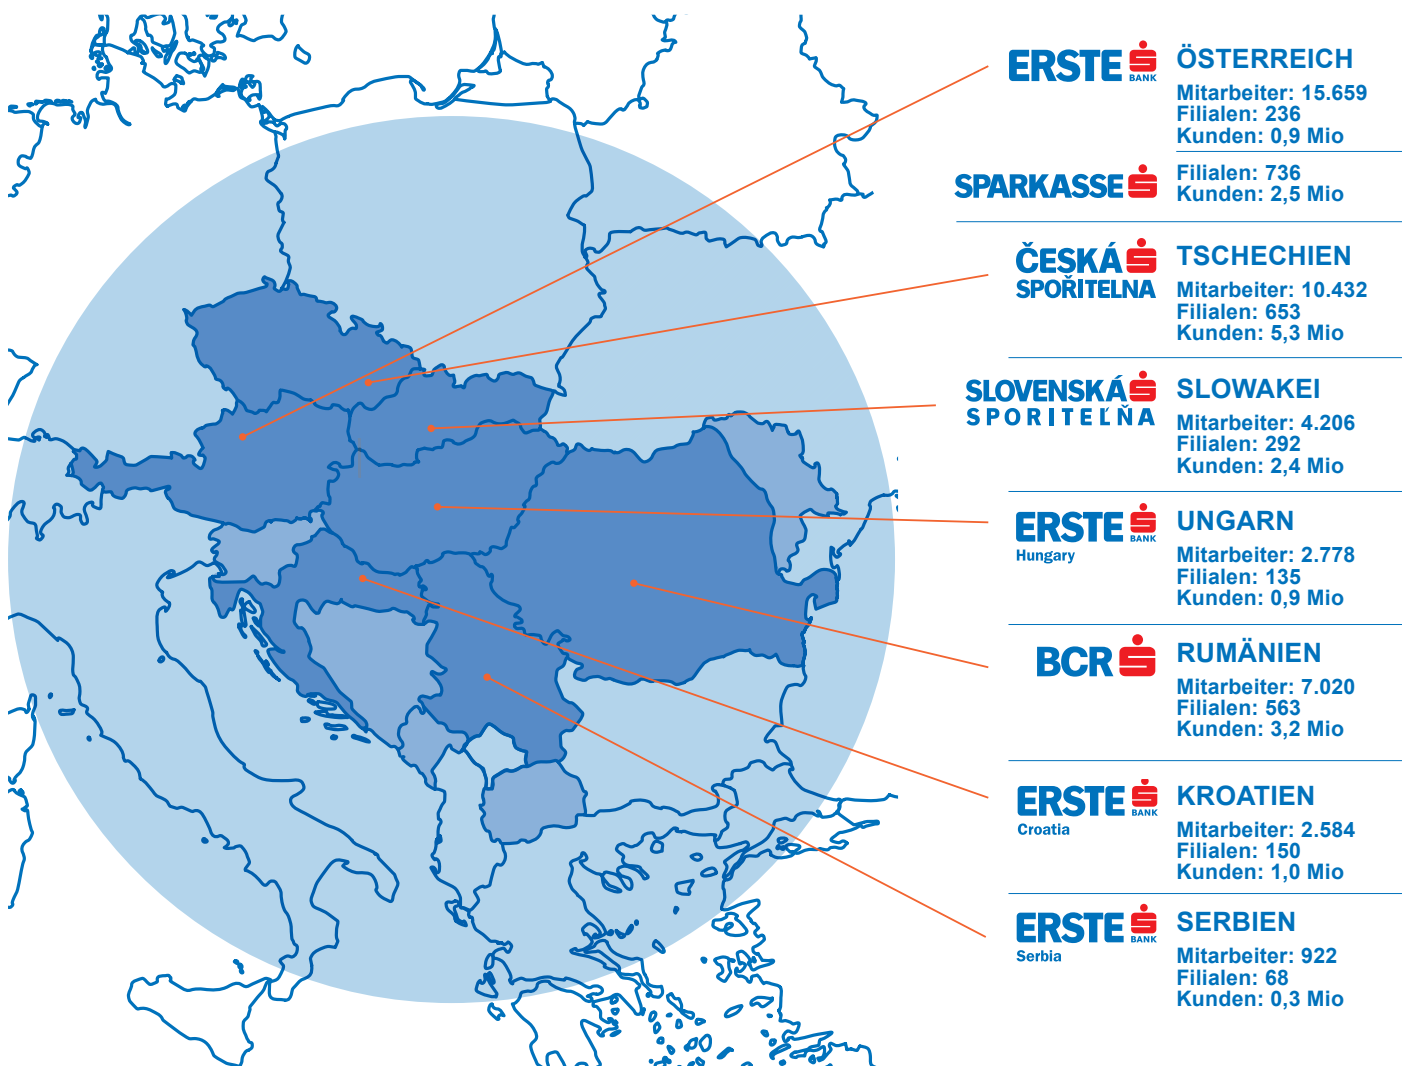 ERSTE BANK
ÖSTERREICH
Mitarbeiter: 15.659
Filialen: 236
Kunden: 0,9 Mio
SPARKASSE
Filialen: 736
Kunden: 2,5 Mio
ČESKÁ
SPOŘITELNA
TSCHECHIEN
Mitarbeiter: 10.432
Filialen: 653
Kunden: 5,3 Mio
SLOVENSKÁ
SPORITEĽŇA
SLOWAKEI
Mitarbeiter: 4.206
Filialen: 292
Kunden: 2,4 Mio
ERSTE BANK
Hungary
UNGARN
Mitarbeiter: 2.778
Filialen: 135
Kunden: 0,9 Mio
BCR
RUMÄNIEN
Mitarbeiter: 7.020
Filialen: 563
Kunden: 3,2 Mio
ERSTE BANK
Croatia
KROATIEN
Mitarbeiter: 2.584
Filialen: 150
Kunden: 1,0 Mio
ERSTE BANK
Serbia
SERBIEN
Mitarbeiter: 922
Filialen: 68
Kunden: 0,3 Mio